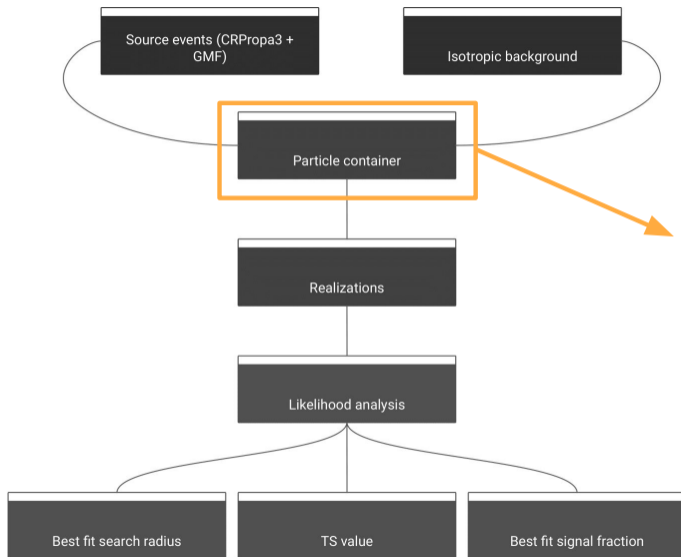 Source events (CRPropa3 +
GMF)
Isotropic background
Particle container
Realizations
Likelihood analysis
Best fit search radius
TS value
Best fit signal fraction